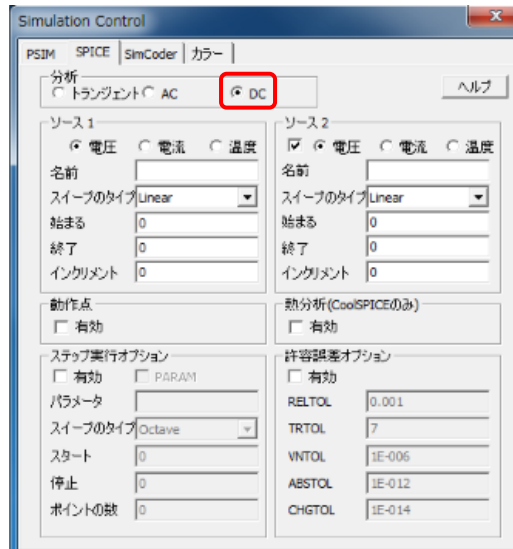 Simulation Control
PSIM SPICE SimCoder カラー
分析
トランジェント AC DC ヘルプ
ソース 1
電圧 電流 温度
名前
スイープのタイプ Linear
始まる 0
終了 0
インクリメント 0
ソース 2
電圧 電流 温度
名前
スイープのタイプ Linear
始まる 0
終了 0
インクリメント 0
動作点
有効
熱分析(CoolSPICEのみ)
有効
ステップ実行オプション
有効 PARAM
パラメータ
スイープのタイプ Octave
スタート 0
停止 0
ポイントの数 0
許容誤差オプション
有効
RELTOL 0.001
TRTOL 7
VNTOL 1E-006
ABSTOL 1E-012
CHGTOL 1E-014